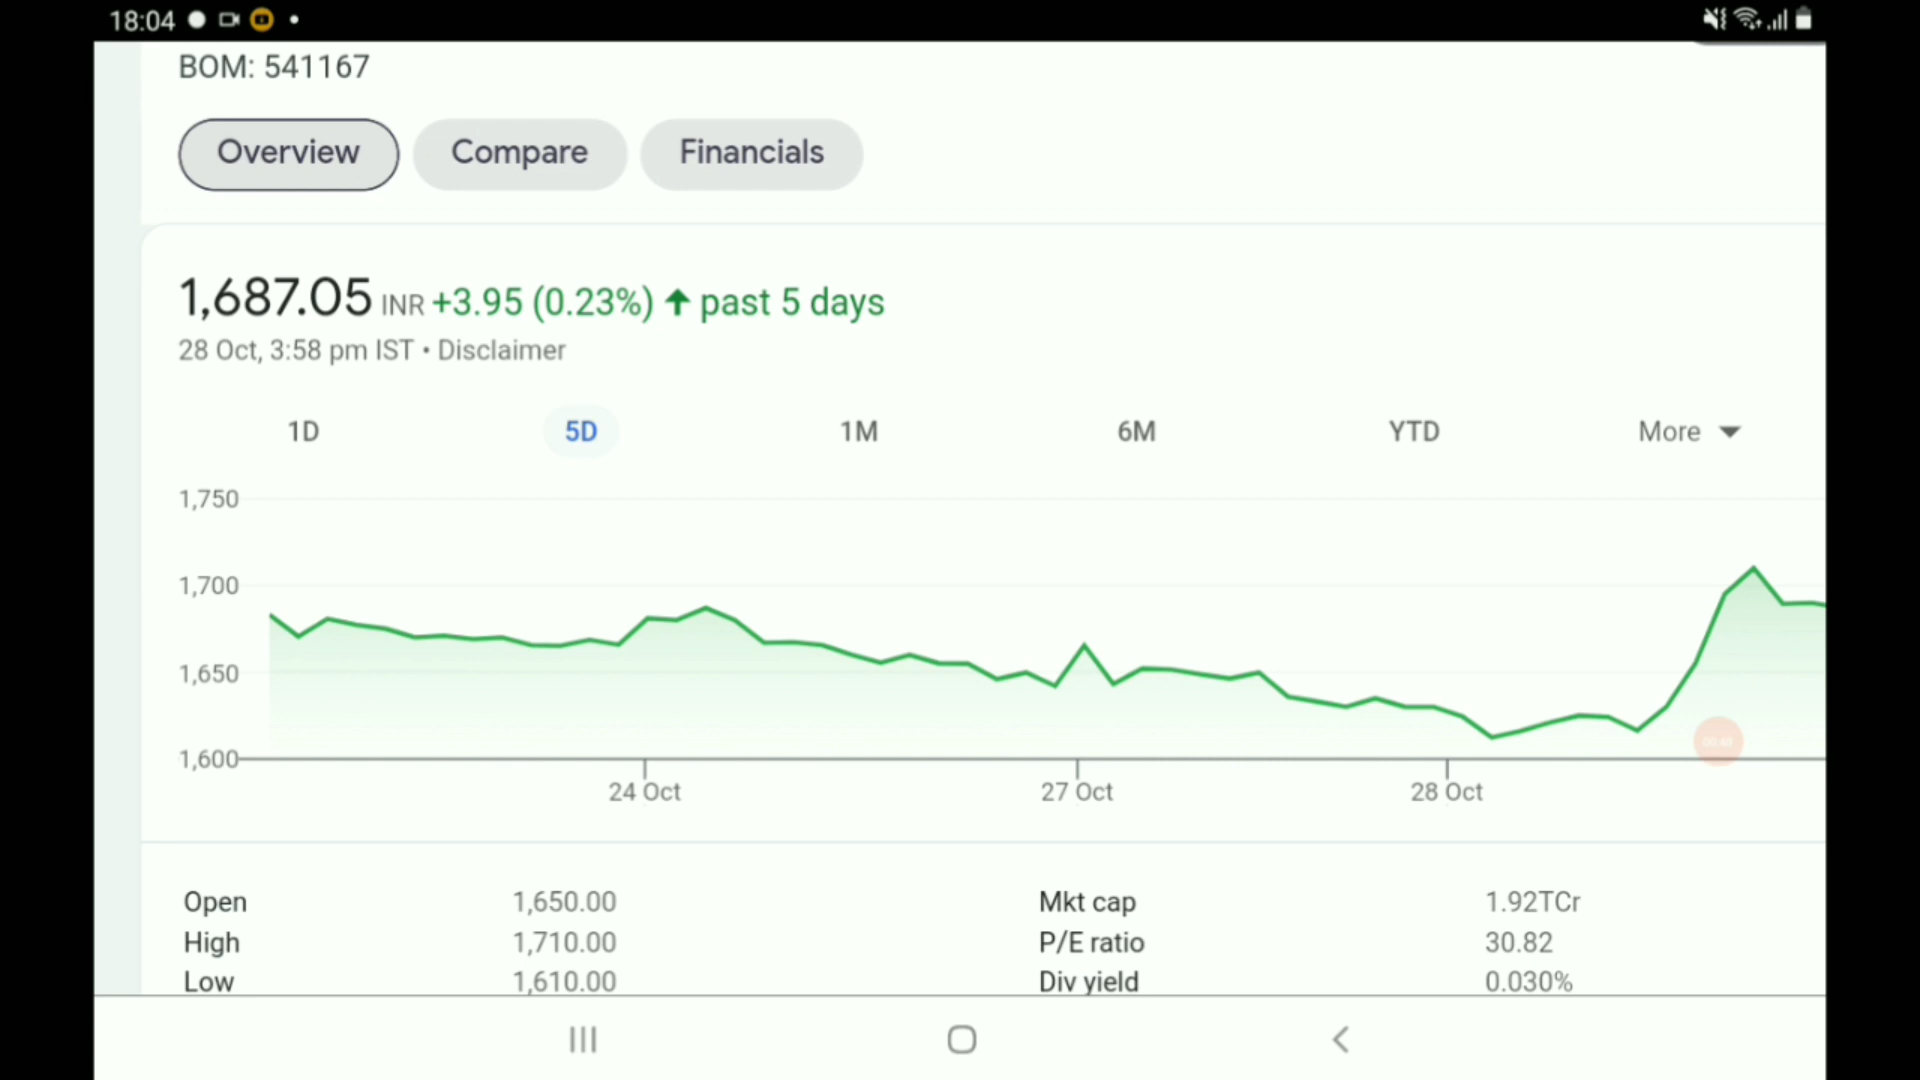 18:04
BOM: 541167
Overview Compare Financials
1,687.05 INR +3.95 (0.23%) ↑ past 5 days
28 Oct, 3:58 pm IST • Disclaimer
1D 5D 1M 6M YTD More
1,750
1,700
1,650
1,600
24 Oct 27 Oct 28 Oct
Open 1,650.00 Mkt cap 1.92TCr
High 1,710.00 P/E ratio 30.82
Low 1,610.00 Div yield 0.030%